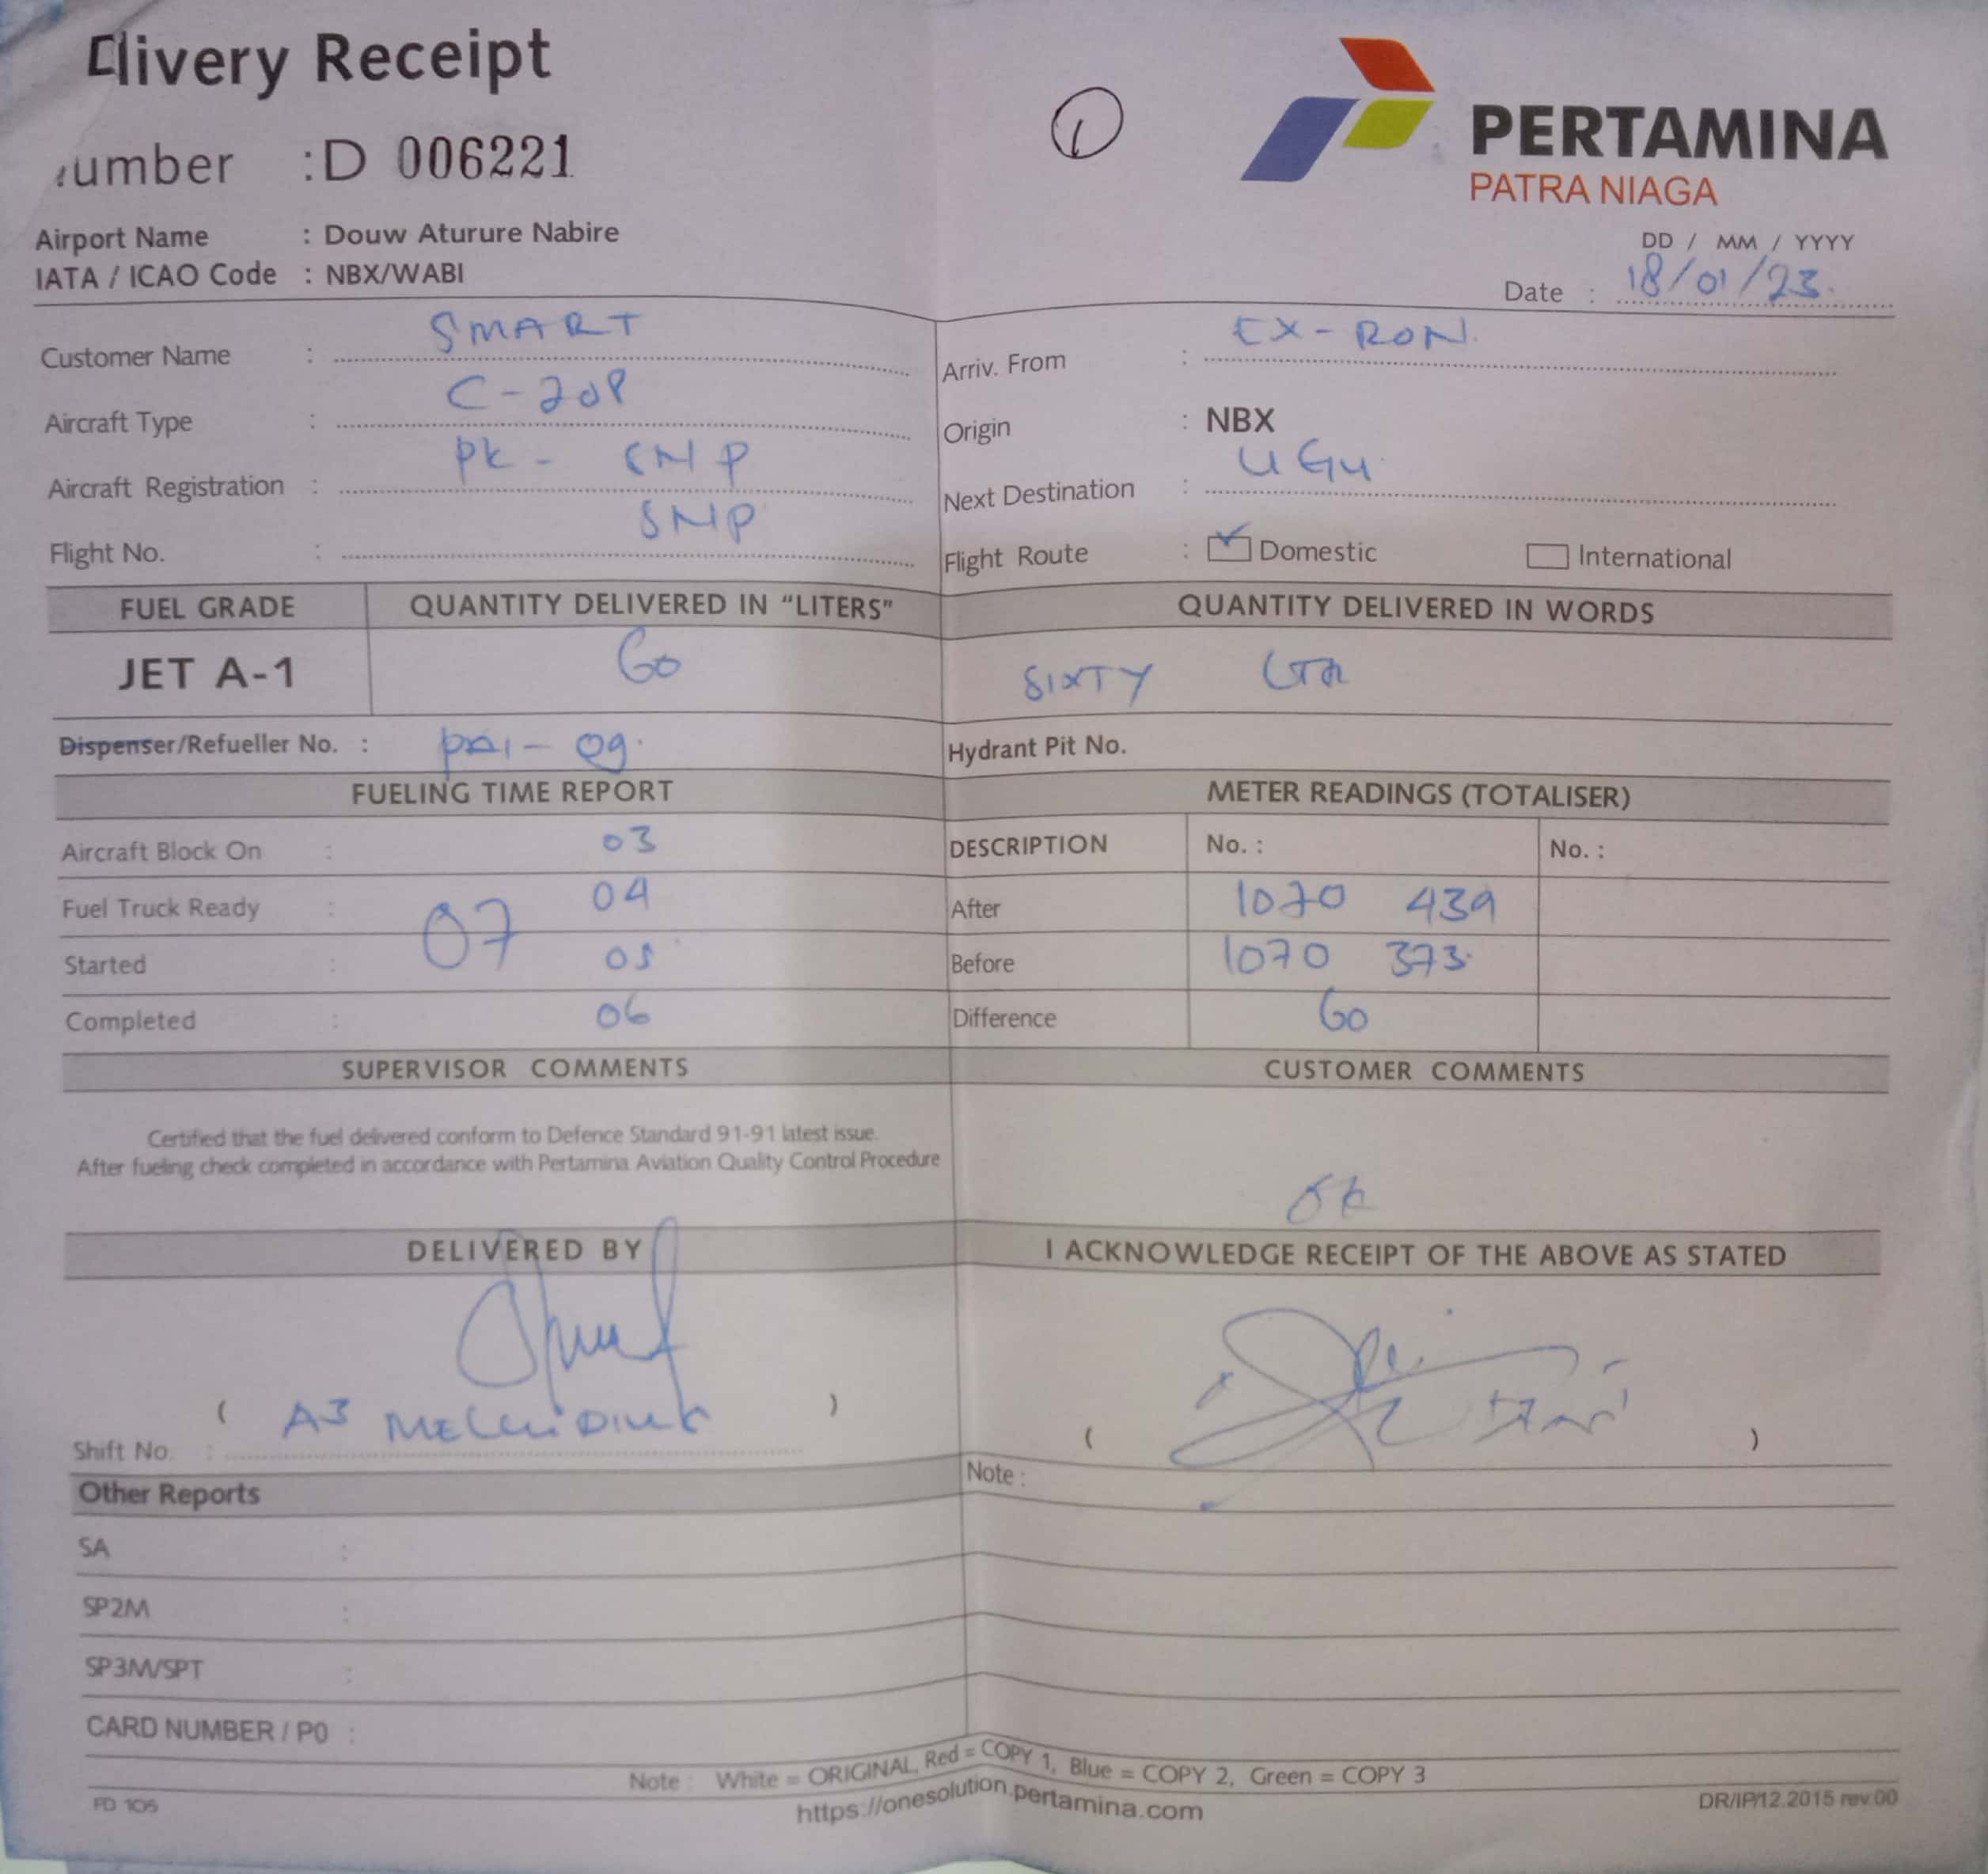 Delivery Receipt
PERTAMINA
PATRA NIAGA
umber : D 006221
Airport Name : Douw Aturure Nabire
IATA / ICAO Code : NBX/WABI
DD / MM / YYYY
Date : 18/01/23.
Customer Name : SMART
Arriv. From : EX-RON
Aircraft Type : C-208
Origin : NBX
Aircraft Registration : PK - SNP
Next Destination : UGU
Flight No. : SNP
Flight Route : Domestic International
FUEL GRADE QUANTITY DELIVERED IN "LITERS" QUANTITY DELIVERED IN WORDS
JET A-1 60 SIXTY LTR
Dispenser/Refueller No. : 09
Hydrant Pit No.
FUELING TIME REPORT METER READINGS (TOTALISER)
Aircraft Block On : 03
DESCRIPTION No. : No. :
Fuel Truck Ready : 04
07
After 1070 439
Started : 05
Before 1070 373
Completed : 06
Difference 60
SUPERVISOR COMMENTS CUSTOMER COMMENTS
Certified that the fuel delivered conform to Defence Standard 91-91 latest issue.
After fueling check completed in accordance with Pertamina Aviation Quality Control Procedure
OK
DELIVERED BY I ACKNOWLEDGE RECEIPT OF THE ABOVE AS STATED
( A3 )
( )
Shift No. :
Note :
Other Reports
SA :
SP2M :
SP3M/SPT :
CARD NUMBER / PO :
Note : White = ORIGINAL, Red = COPY 1, Blue = COPY 2, Green = COPY 3
FD 105
https://onesolution.pertamina.com
DR/IP/12.2015 rev.00